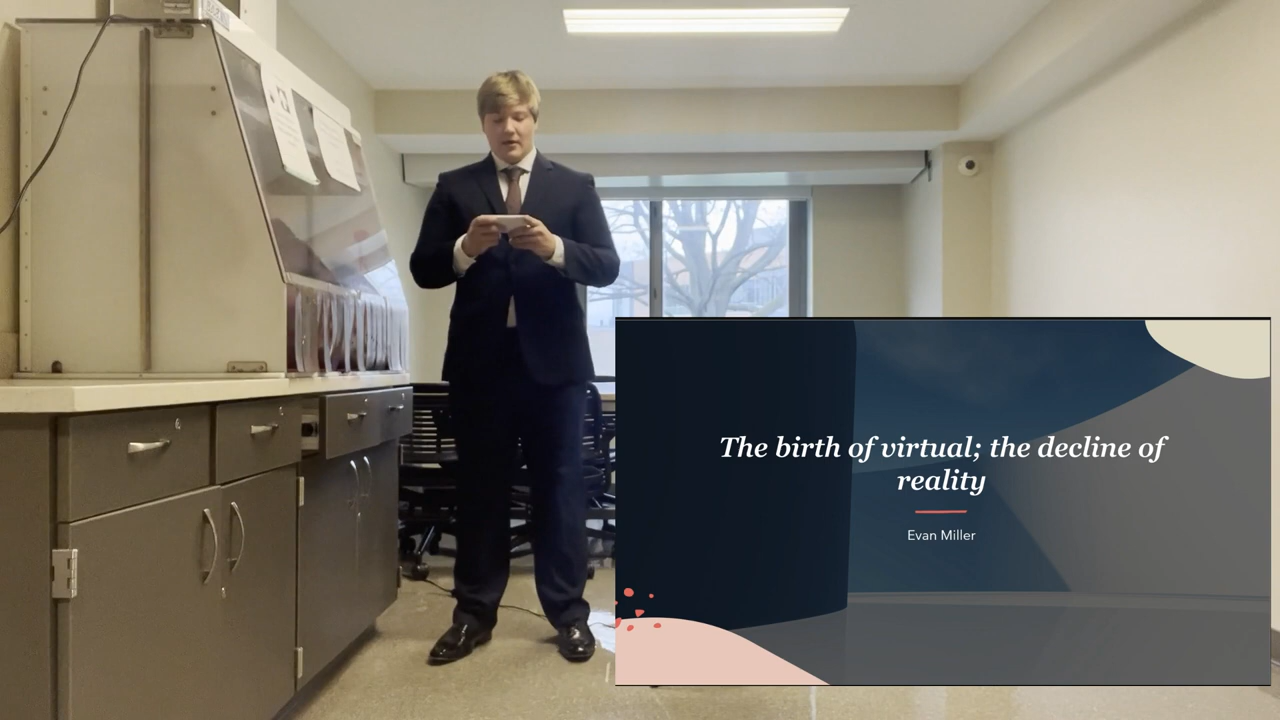 The birth of virtual; the decline of
reality
Evan Miller